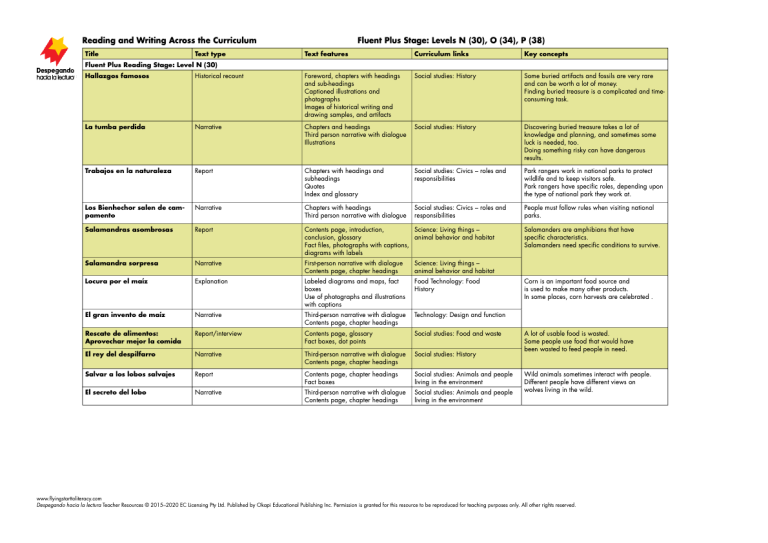 Reading and Writing Across the Curriculum
Fluent Plus Stage: Levels N (30), O (34), P (38)
Despegando
hacia la lectura
Title Text type Text features Curriculum links Key concepts
Fluent Plus Reading Stage: Level N (30)
Hallazgos famosos Historical recount Foreword, chapters with headings Social studies: History Some buried artifacts and fossils are very rare
and sub-headings and can be worth a lot of money.
Captioned illustrations and Finding buried treasure is a complicated and time-
photographs consuming task.
Images of historical writing and
drawing samples, and artifacts
La tumba perdida Narrative Chapters and headings Social studies: History Discovering buried treasure takes a lot of
Third person narrative with dialogue knowledge and planning, and sometimes some
Illustrations luck is needed, too.
Doing something risky can have dangerous
results.
Trabajos en la naturaleza Report Chapters with headings and Social studies: Civics – roles and Park rangers work in national parks to protect
subheadings responsibilities wildlife and to keep visitors safe.
Quotes Park rangers have specific roles, depending upon
Index and glossary the type of national park they work at.
Los Bienhechor salen de cam- Narrative Chapters with headings Social studies: Civics – roles and People must follow rules when visiting national
pamento Third person narrative with dialogue responsibilities parks.
Salamandras asombrosas Report Contents page, introduction, Science: Living things – Salamanders are amphibians that have
conclusion, glossary animal behavior and habitat specific characteristics.
Fact files, photographs with captions, Salamanders need specific conditions to survive.
diagrams with labels
Salamandra sorpresa Narrative First-person narrative with dialogue Science: Living things –
Contents page, chapter headings animal behavior and habitat
Locura por el maíz Explanation Labeled diagrams and maps, fact Food Technology: Food Corn is an important food source and
boxes History is used to make many other products.
Use of photographs and illustrations In some places, corn harvests are celebrated .
with captions
El gran invento de maíz Narrative Third-person narrative with dialogue Technology: Design and function
Contents page, chapter headings
Rescate de alimentos: Report/interview Contents page, glossary Social studies: Food and waste A lot of usable food is wasted.
Aprovechar mejor la comida Fact boxes, dot points Some people use food that would have
been wasted to feed people in need.
El rey del despilfarro Narrative Third-person narrative with dialogue Social studies: History
Contents page, chapter headings
Salvar a los lobos salvajes Report Contents page, chapter headings Social studies: Animals and people Wild animals sometimes interact with people.
Fact boxes living in the environment Different people have different views on
wolves living in the wild.
El secreto del lobo Narrative Third-person narrative with dialogue Social studies: Animals and people
Contents page, chapter headings living in the environment
www.flyingstarttoliteracy.com
Despegando hacia la lectura Teacher Resources © 2015–2020 EC Licensing Pty Ltd. Published by Okapi Educational Publishing Inc. Permission is granted for this resource to be reproduced for teaching purposes only. All other rights reserved.